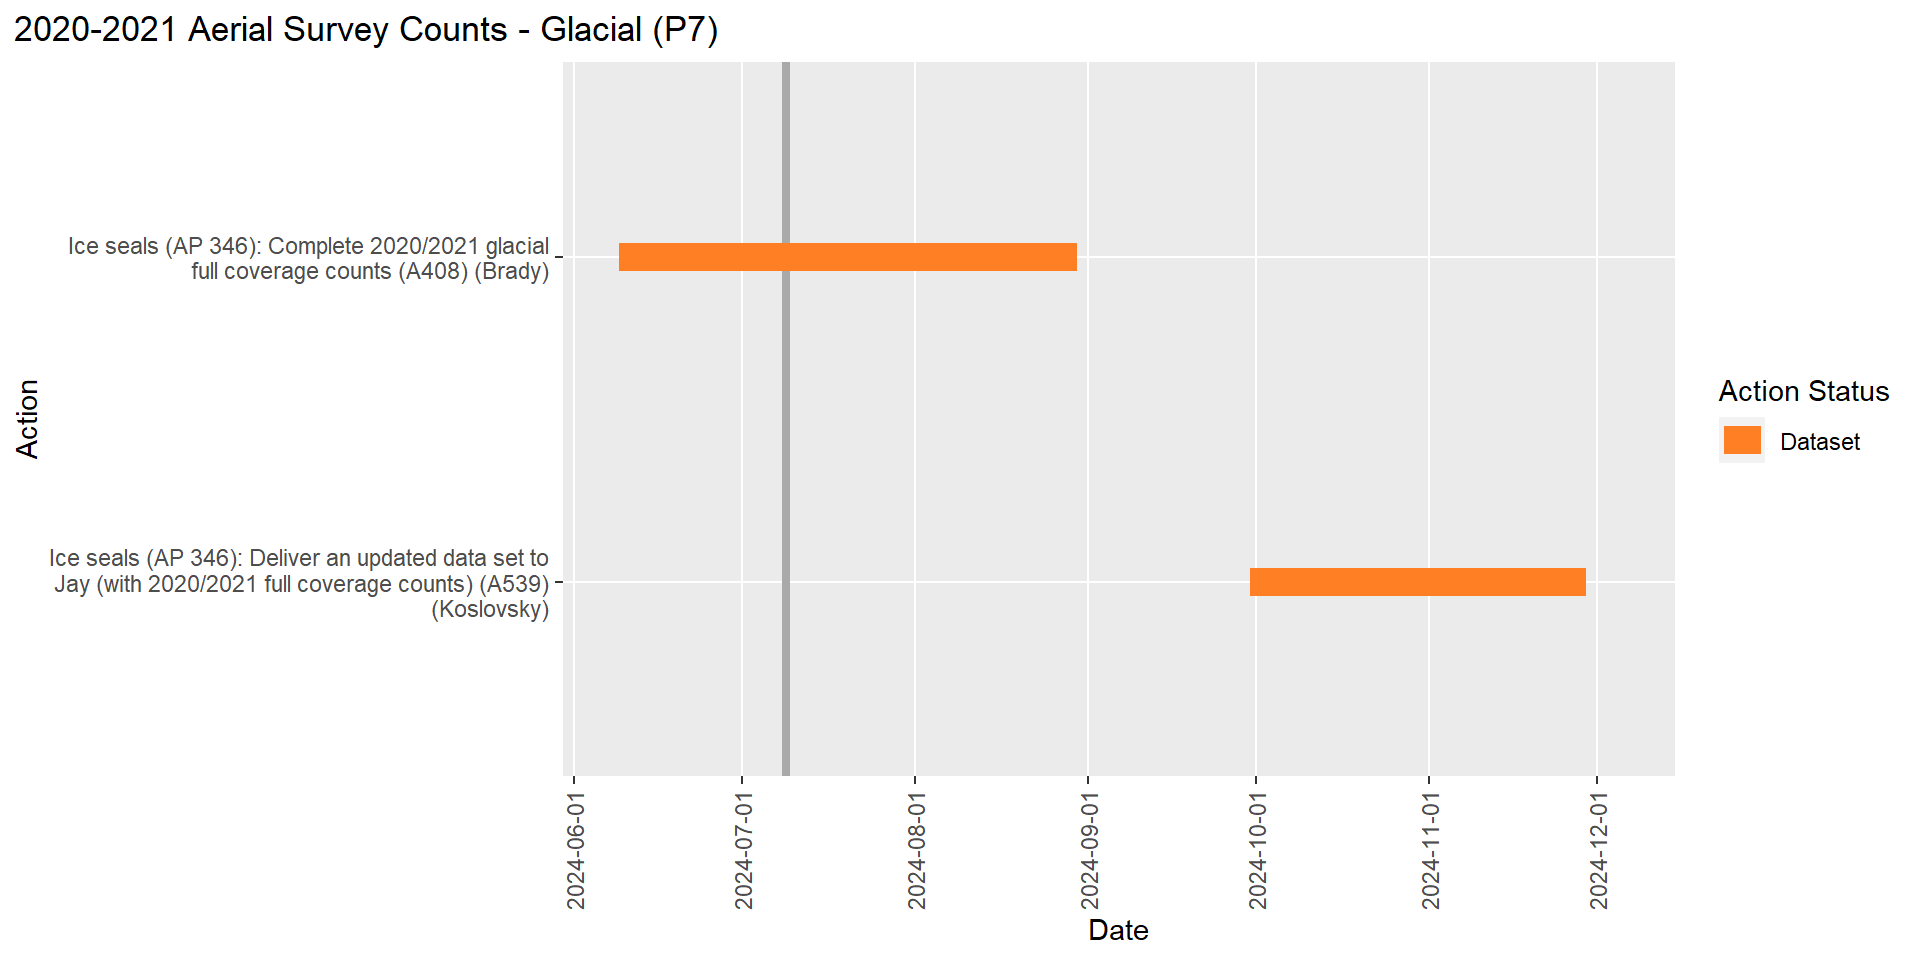 2020-2021 Aerial Survey Counts - Glacial (P7)
Action
Ice seals (AP 346): Complete 2020/2021 glacial
full coverage counts (A408) (Brady)
Ice seals (AP 346): Deliver an updated data set to
Jay (with 2020/2021 full coverage counts) (A539)
(Koslovsky)
2024-06-01
2024-07-01
2024-08-01
2024-09-01
2024-10-01
2024-11-01
2024-12-01
Date
Action Status
Dataset